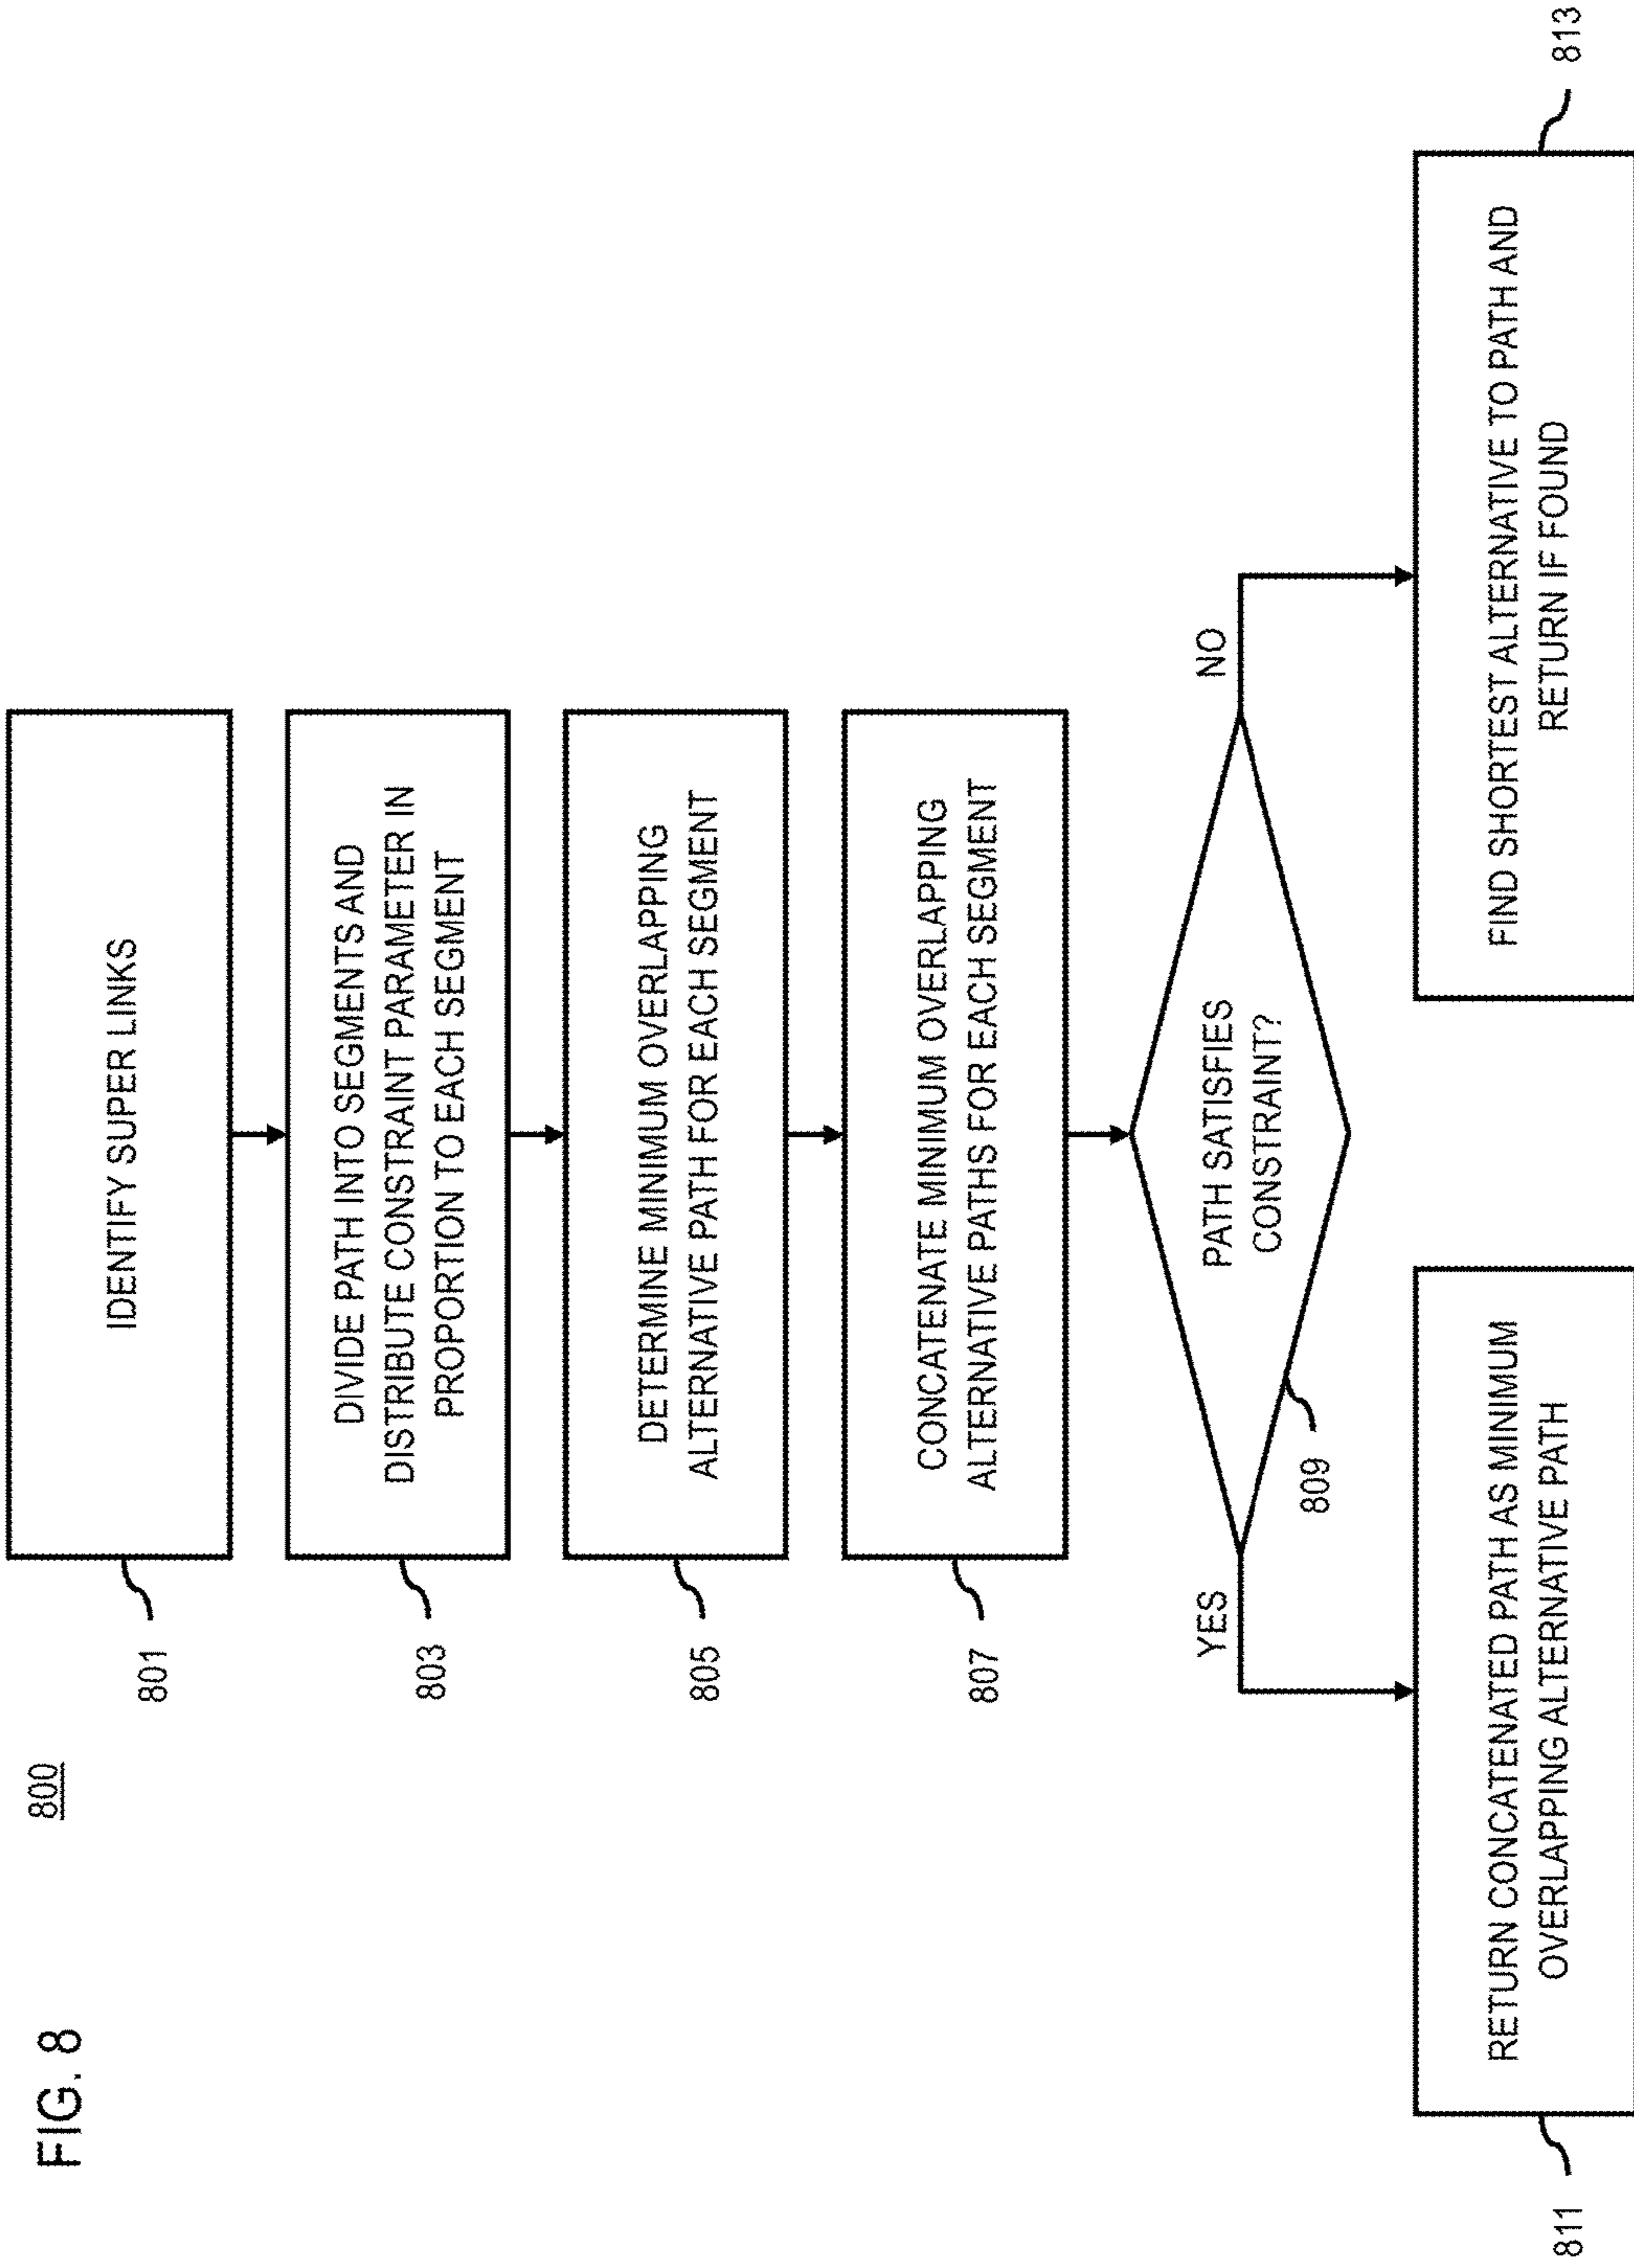 FIG. 8
800
801
IDENTIFY SUPER LINKS
803
DIVIDE PATH INTO SEGMENTS AND
DISTRIBUTE CONSTRAINT PARAMETER IN
PROPORTION TO EACH SEGMENT
805
DETERMINE MINIMUM OVERLAPPING
ALTERNATIVE PATH FOR EACH SEGMENT
807
CONCATENATE MINIMUM OVERLAPPING
ALTERNATIVE PATHS FOR EACH SEGMENT
YES
PATH SATISFIES
CONSTRAINT?
NO
809
811
RETURN CONCATENATED PATH AS MINIMUM
OVERLAPPING ALTERNATIVE PATH
FIND SHORTEST ALTERNATIVE TO PATH AND
RETURN IF FOUND
813